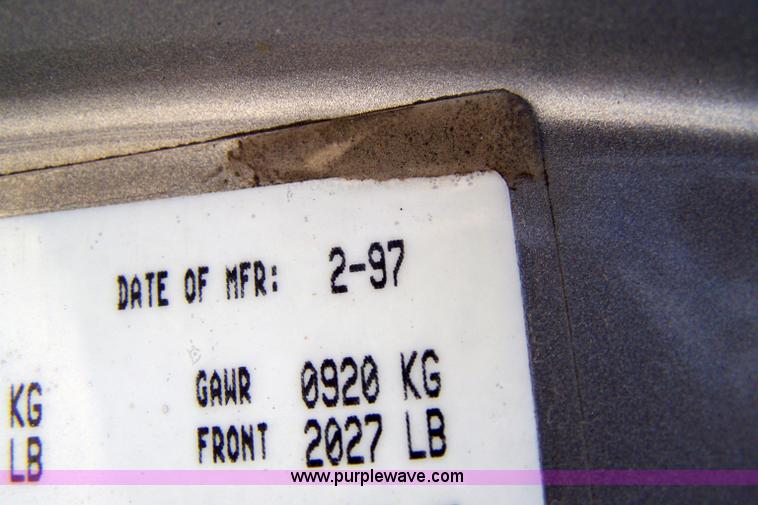 DATE OF MFR: 2-97
KG GAWR 0920 KG
LB FRONT 2027 LB
www.purplewave.com